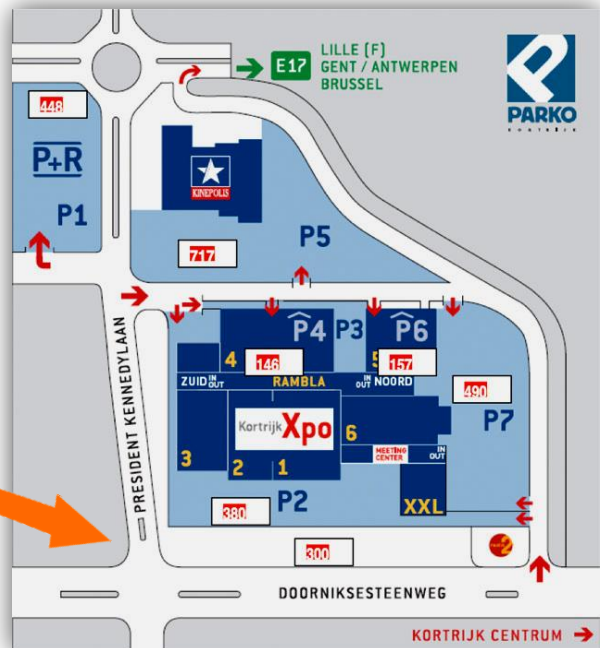 LILLE (F)
E17
GENT / ANTWERPEN
BRUSSEL
PARKO
KORTRIJK
448
P+R
P1
KINEPOLIS
717
P5
PRESIDENT KENNEDYLAAN
P4
P3
P6
4
146
5
157
ZUID IN OUT
RAMBLA
IN OUT NOORD
490
P7
Kortrijk Xpo
6
3
2
1
MEETING CENTER
IN OUT
XXL
380
P2
300
DOORNIKSESTEENWEG
KORTRIJK CENTRUM